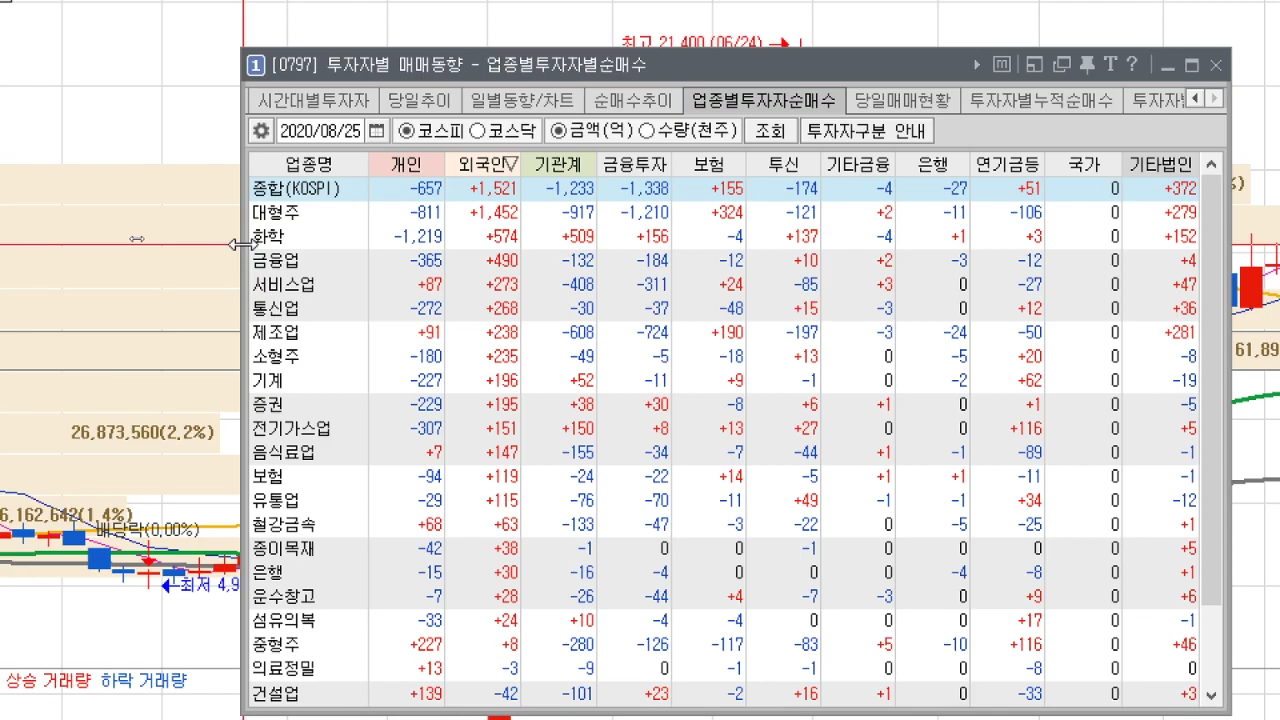 최고 21,400 (06/24)
1 [0797] 투자자별 매매동향 - 업종별투자자별순매수
시간대별투자자 당일추이 일별동향/차트 순매수추이 업종별투자자순매수 당일매매현황 투자자별누적순매수
2020/08/25 코스피 코스닥 금액(억) 수량(천주) 조회 투자자구분 안내
업종명 개인 외국인▽ 기관계 금융투자 보험 투신 기타금융 은행 연기금등 국가 기타법인
종합(KOSPI) -657 +1,521 -1,233 -1,338 +155 -174 -4 -27 +51 0 +372
대형주 -811 +1,452 -917 -1,210 +324 -121 +2 -11 -106 0 +279
화학 -1,219 +574 +509 +156 -4 +137 -4 +1 +3 0 +152
금융업 -365 +490 -132 -184 -12 +10 +2 -3 -12 0 +4
서비스업 +87 +273 -408 -311 +24 -85 +3 0 -27 0 +47
통신업 -272 +268 -30 -37 -48 +15 -3 0 +12 0 +36
제조업 +91 +238 -608 -724 +190 -197 -3 -24 -50 0 +281
소형주 -180 +235 -49 -5 -18 +13 0 -5 +20 0 -8
기계 -227 +196 +52 -11 +9 -1 0 -2 +62 0 -19
증권 -229 +195 +38 +30 -8 +6 +1 0 +1 0 -5
전기가스업 -307 +151 +150 +8 +13 +27 0 0 +116 0 +5
음식료업 +7 +147 -155 -34 -7 -44 +1 -1 -89 0 -1
보험 -94 +119 -24 -22 +14 -5 +1 +1 -11 0 -1
유통업 -29 +115 -76 -70 -11 +49 -1 -1 +34 0 -12
철강금속 +68 +63 -133 -47 -3 -22 0 -5 -25 0 +1
종이목재 -42 +38 -1 0 0 -1 0 0 0 0 +5
은행 -15 +30 -16 -4 0 0 0 -4 -8 0 +1
운수창고 -7 +28 -26 -44 +4 -7 -3 0 +9 0 +6
섬유의복 -33 +24 +10 -4 -4 0 0 0 +17 0 -1
중형주 +227 +8 -280 -126 -117 -83 +5 -10 +116 0 +46
의료정밀 +13 -3 -9 0 -1 -1 0 0 -8 0 0
건설업 +139 -42 -101 +23 -2 +16 +1 0 -33 0 +3
26,873,560(2.2%)
6,162,642(1.4%)
배당락(0.00%)
최저 4,9
상승 거래량 하락 거래량
61,89